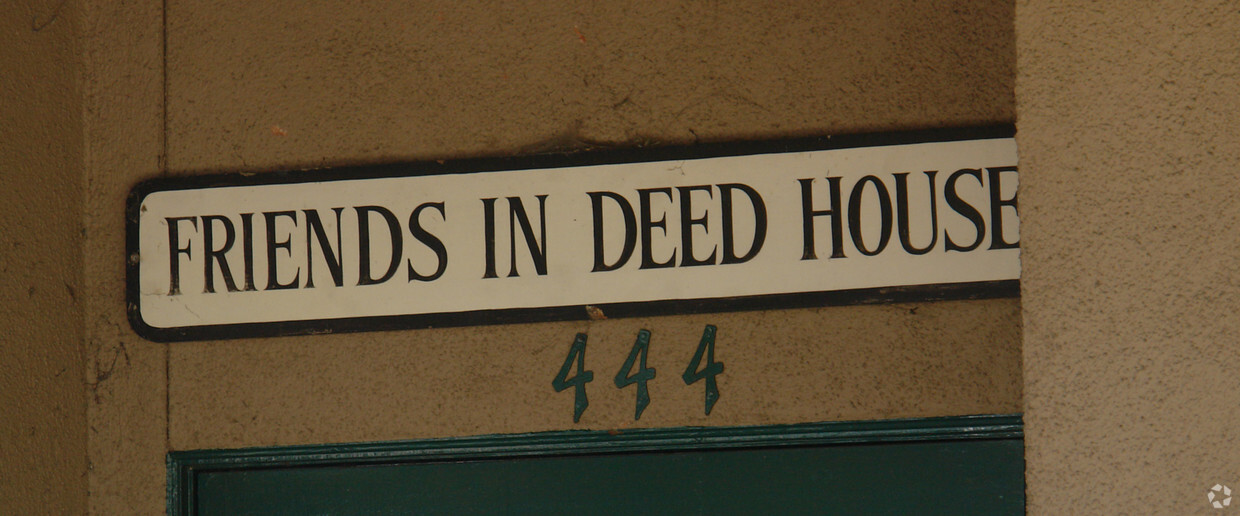 FRIENDS IN DEED HOUSE
444